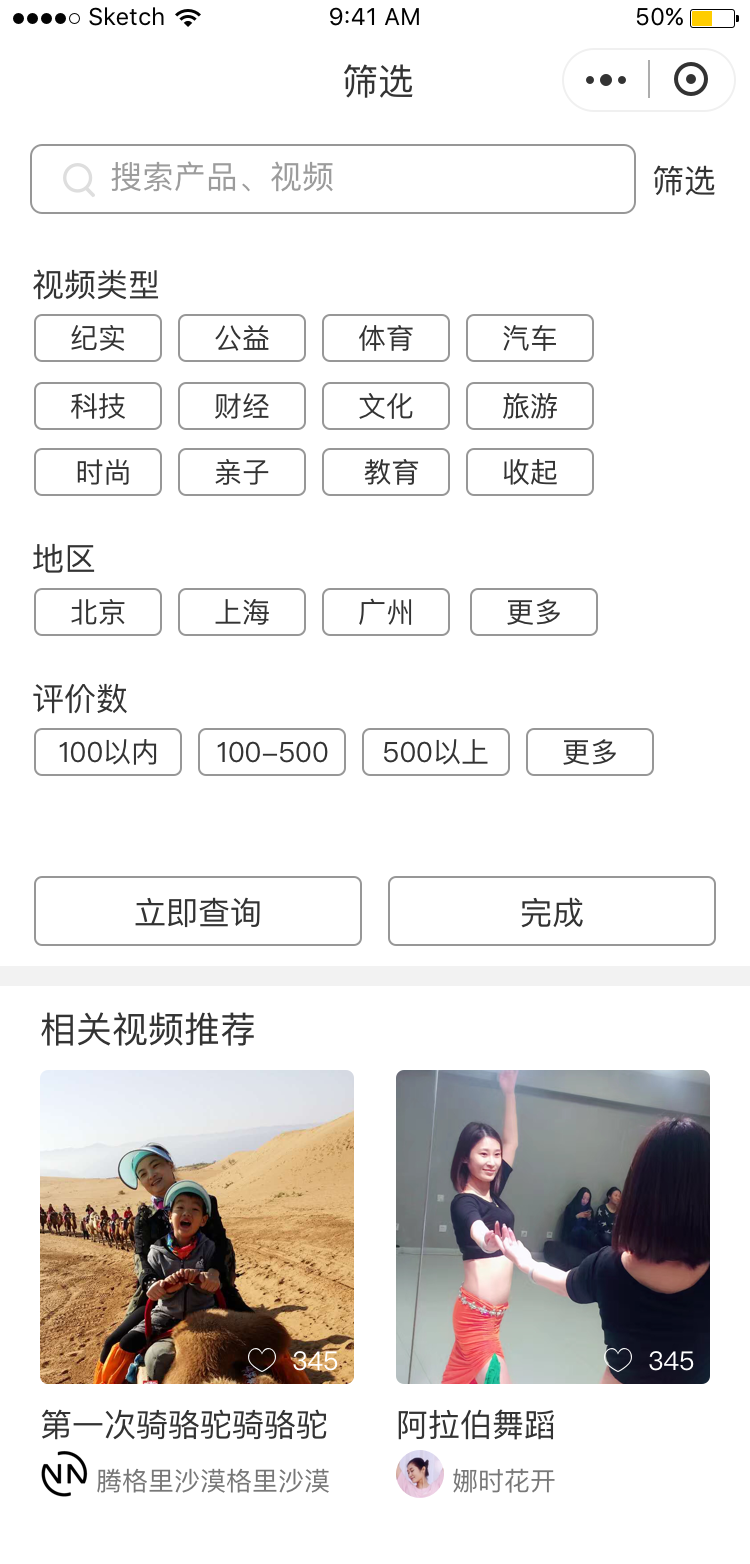 Sketch 9:41 AM 50%
筛选
搜索产品、视频 筛选
视频类型
纪实 公益 体育 汽车
科技 财经 文化 旅游
时尚 亲子 教育 收起
地区
北京 上海 广州 更多
评价数
100以内 100–500 500以上 更多
立即查询 完成
相关视频推荐
345 345
第一次骑骆驼骑骆驼 阿拉伯舞蹈
腾格里沙漠格里沙漠 娜时花开